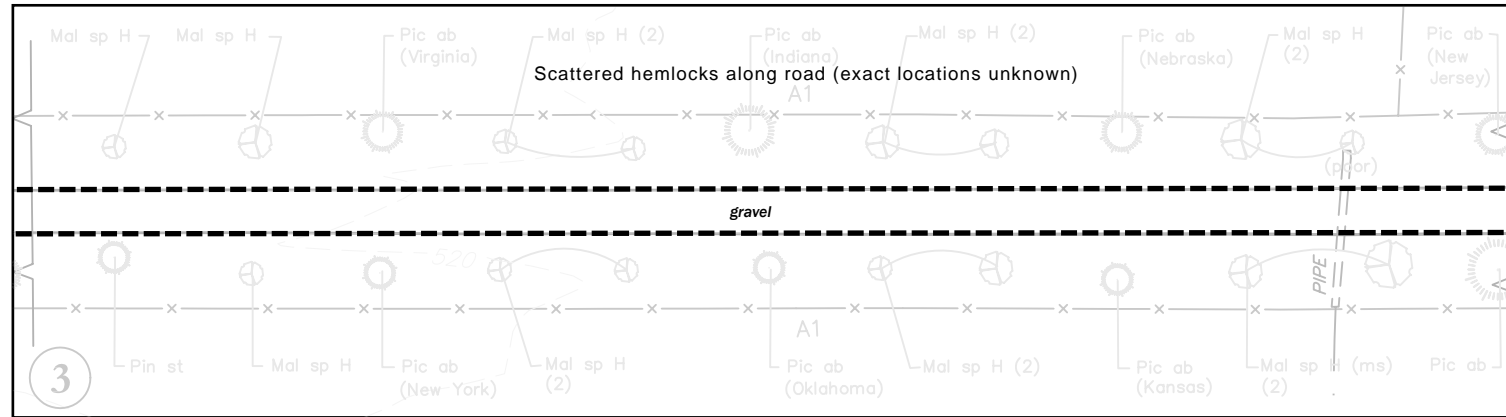 Mal sp H
Mal sp H
Pic ab
(Virginia)
Mal sp H (2)
Pic ab
(Indiana)
Mal sp H (2)
Pic ab
(Nebraska)
Mal sp H
(2)
Pic ab
(New
Jersey)
Scattered hemlocks along road (exact locations unknown)
A1
(poor)
gravel
520
PIPE
A1
3
Pin st
Mal sp H
Pic ab
(New York)
Mal sp H
(2)
Pic ab
(Oklahoma)
Mal sp H (2)
Pic ab
(Kansas)
Mal sp H (ms)
(2)
Pic ab